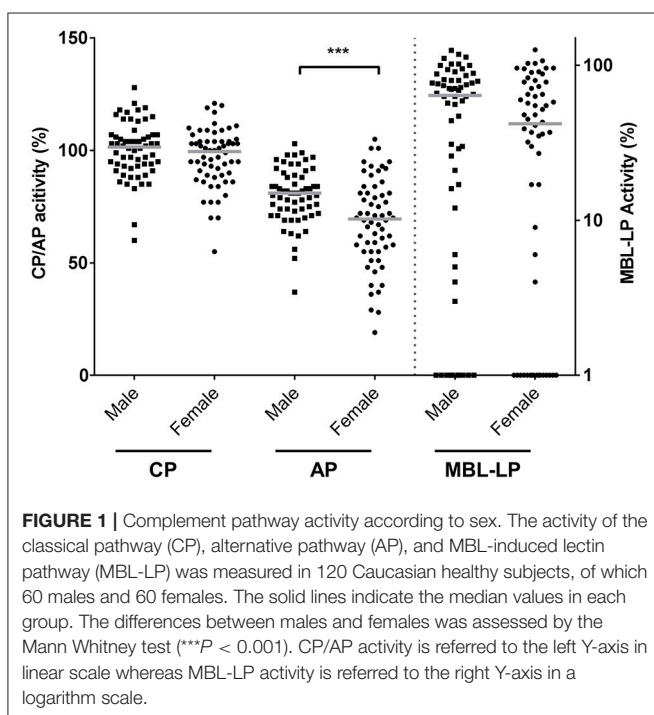 150
100
50
0
CP/AP acitivity (%)
***
100
10
1
MBL-LP Activity (%)
Male
Female
Male
Female
Male
Female
CP
AP
MBL-LP
FIGURE 1 | Complement pathway activity according to sex. The activity of the
classical pathway (CP), alternative pathway (AP), and MBL-induced lectin
pathway (MBL-LP) was measured in 120 Caucasian healthy subjects, of which
60 males and 60 females. The solid lines indicate the median values in each
group. The differences between males and females was assessed by the
Mann Whitney test (***P < 0.001). CP/AP activity is referred to the left Y-axis in
linear scale whereas MBL-LP activity is referred to the right Y-axis in a
logarithm scale.